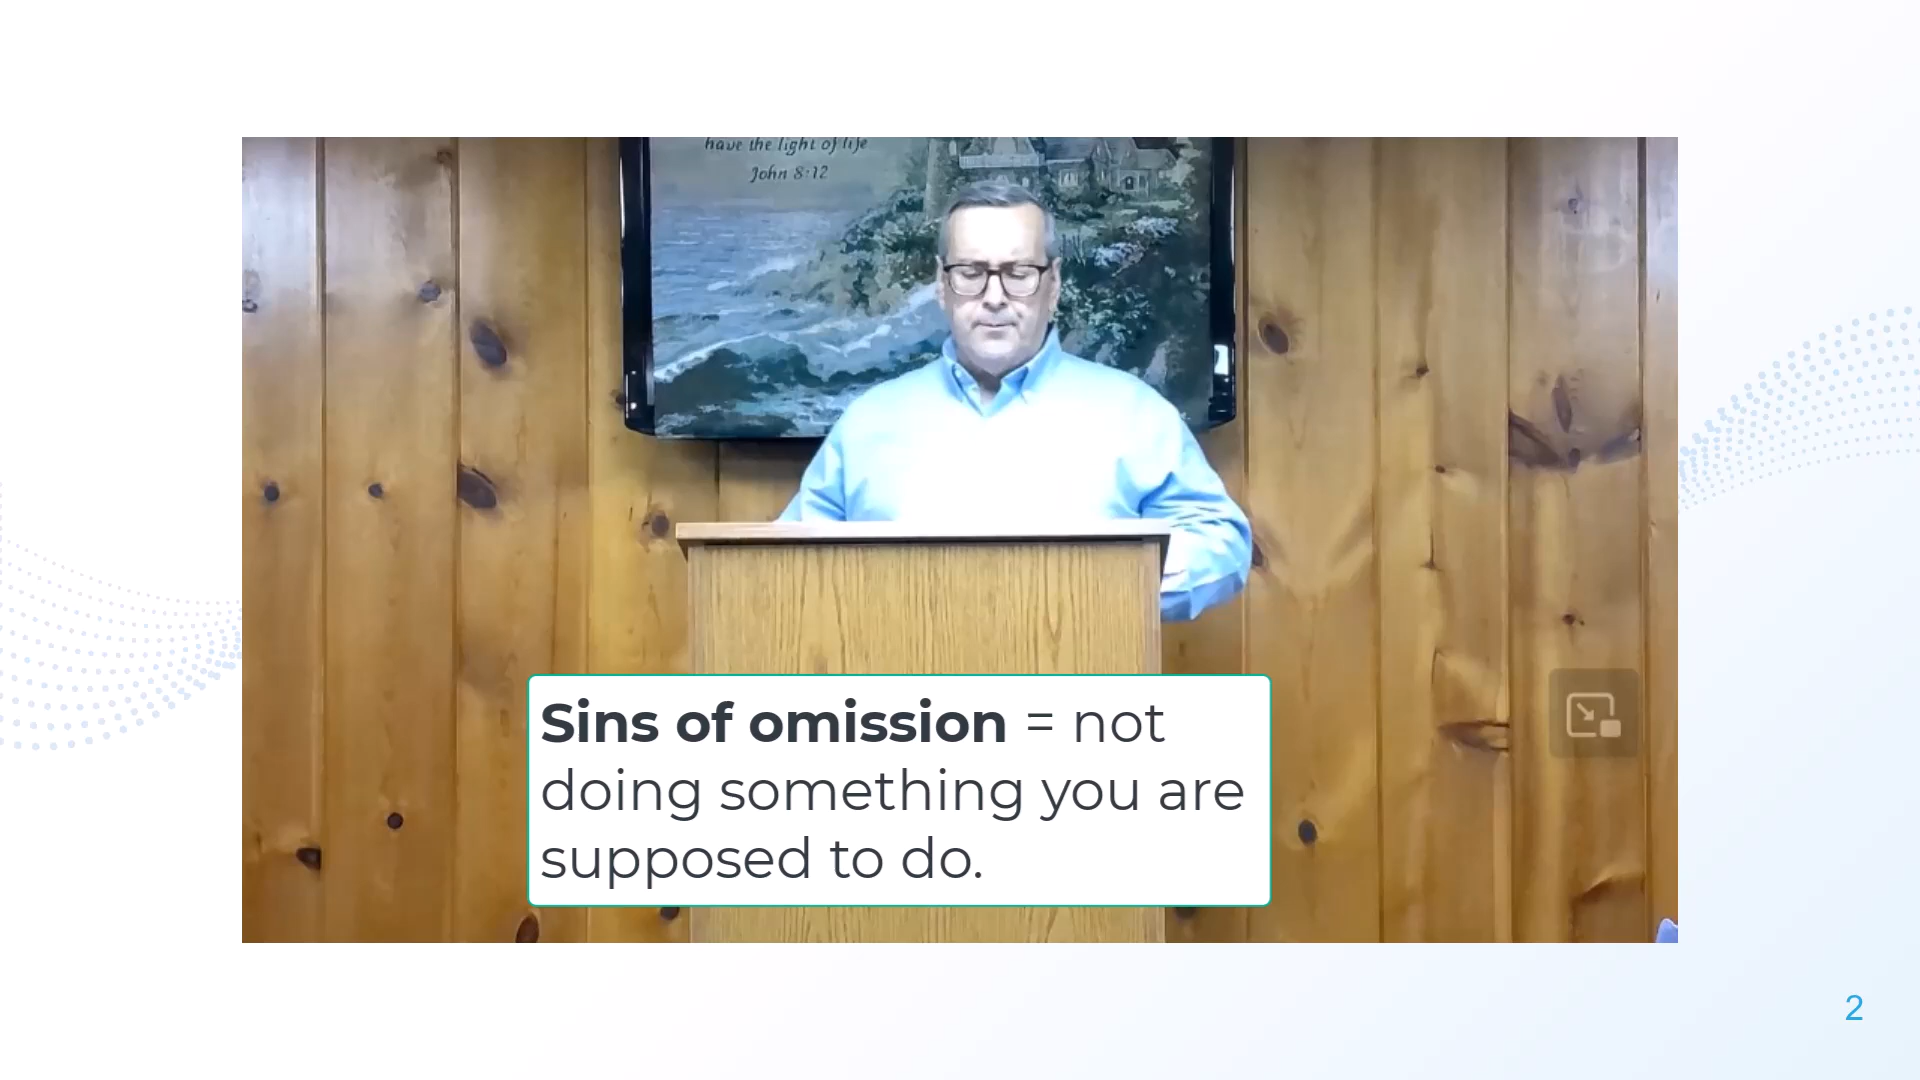 have the light of life
John 8:12
Sins of omission = not
doing something you are
supposed to do.
2